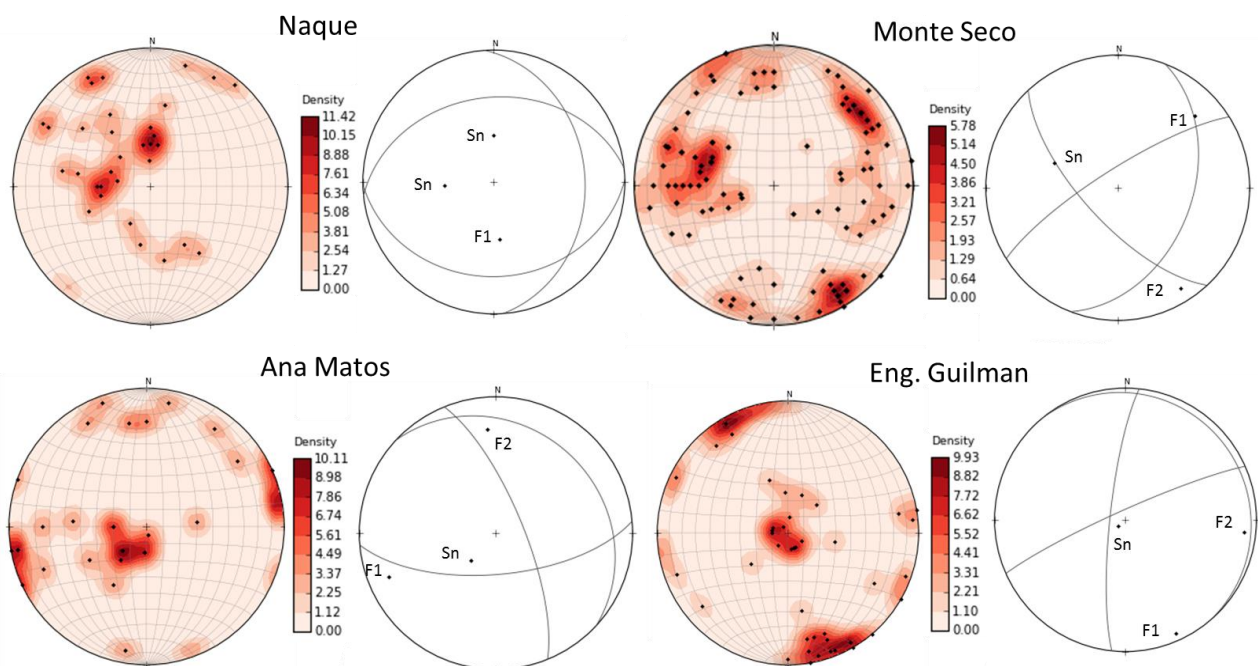 Naque
Monte Seco
N
Density
11.42
10.15
8.88
7.61
6.34
5.08
3.81
2.54
1.27
0.00
N
Sn
Sn
F1
N
Density
5.78
5.14
4.50
3.86
3.21
2.57
1.93
1.29
0.64
0.00
N
F1
Sn
F2
Ana Matos
Eng. Guilman
N
Density
10.11
8.98
7.86
6.74
5.61
4.49
3.37
2.25
1.12
0.00
N
F2
Sn
F1
N
Density
9.93
8.82
7.72
6.62
5.52
4.41
3.31
2.21
1.10
0.00
N
F2
Sn
F1